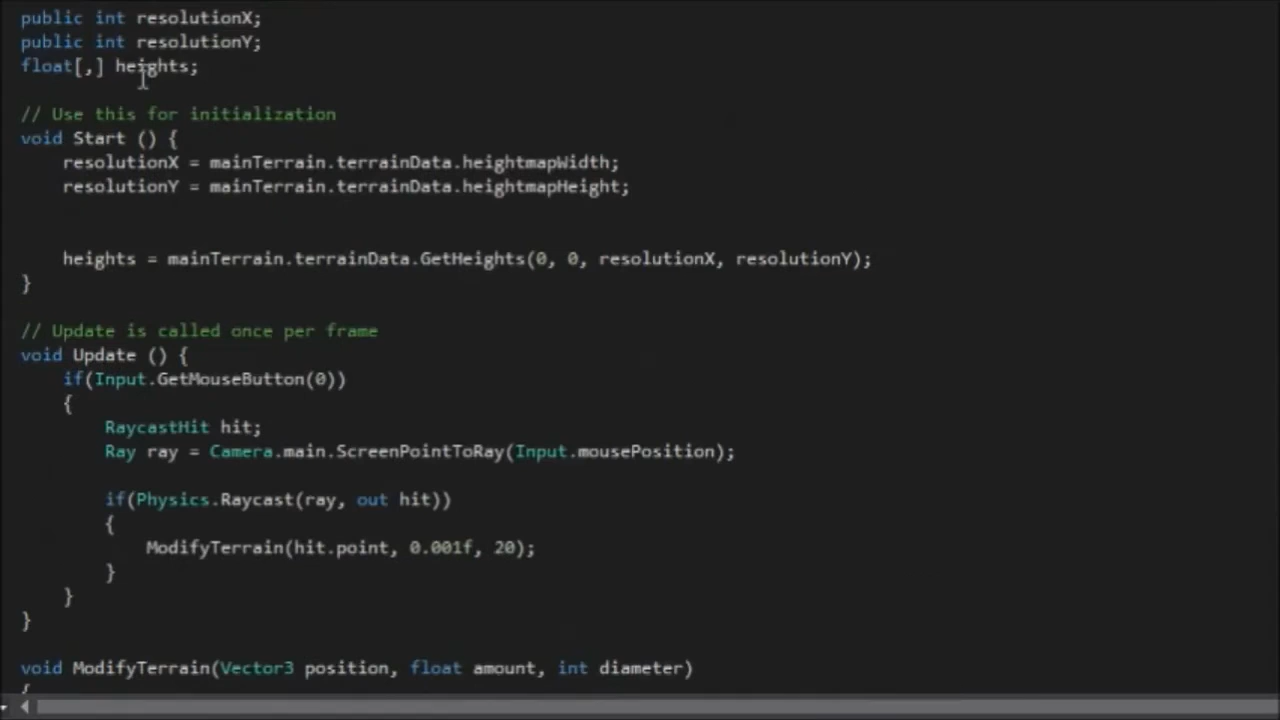 public int resolutionX;
public int resolutionY;
float[,] heights;
// Use this for initialization
void Start () {
resolutionX = mainTerrain.terrainData.heightmapWidth;
resolutionY = mainTerrain.terrainData.heightmapHeight;
heights = mainTerrain.terrainData.GetHeights(0, 0, resolutionX, resolutionY);
}
// Update is called once per frame
void Update () {
if(Input.GetMouseButton(0))
{
RaycastHit hit;
Ray ray = Camera.main.ScreenPointToRay(Input.mousePosition);
if(Physics.Raycast(ray, out hit))
{
ModifyTerrain(hit.point, 0.001f, 20);
}
}
}
void ModifyTerrain(Vector3 position, float amount, int diameter)
{